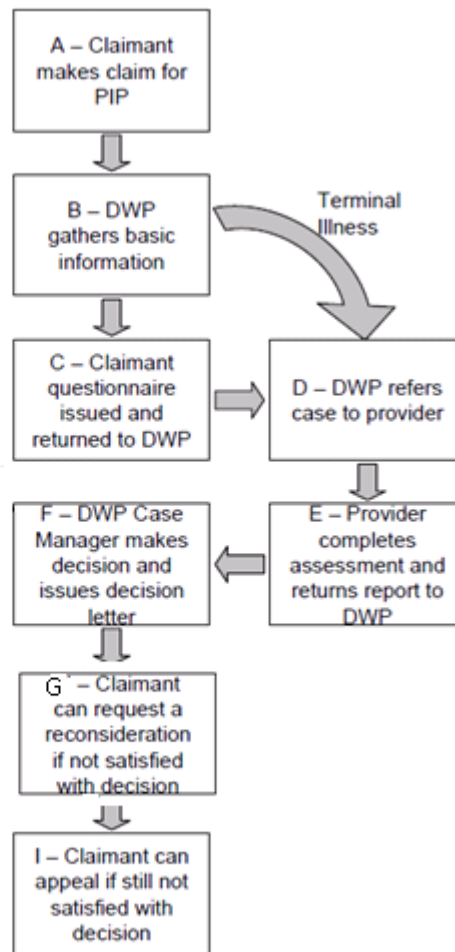 A – Claimant
makes claim for
PIP
B – DWP
gathers basic
information
Terminal
Illness
C – Claimant
questionnaire
issued and
returned to DWP
D – DWP refers
case to provider
E – Provider
completes
assessment and
returns report to
DWP
F – DWP Case
Manager makes
decision and
issues decision
letter
G – Claimant
can request a
reconsideration
if not satisfied
with decision
I – Claimant can
appeal if still not
satisfied with
decision